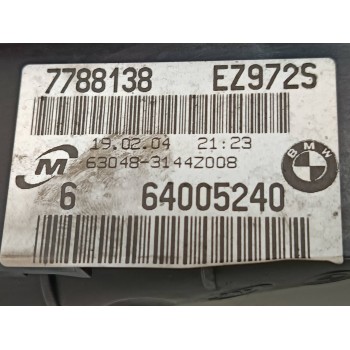 7788138 EZ972S
19.02.04 21:23
M 63048-3144Z008
BMW
6 64005240